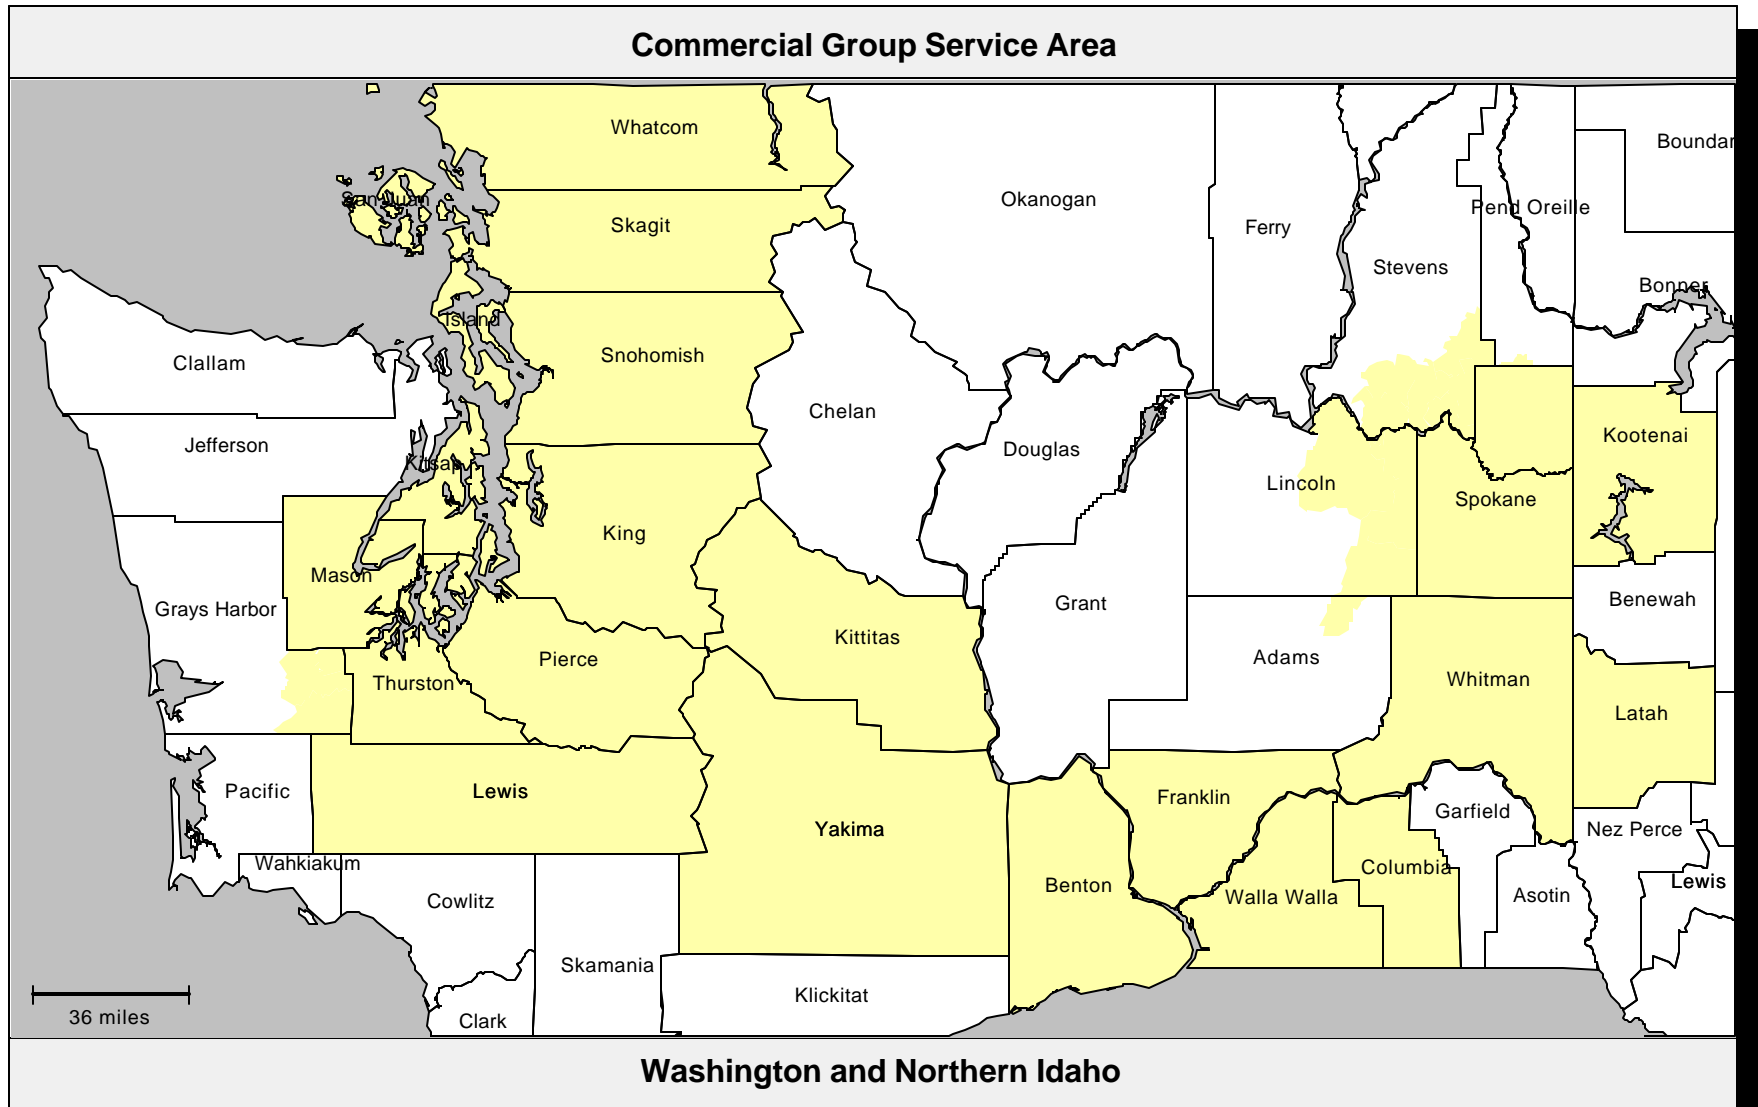 Commercial Group Service Area
Whatcom
Boundar
San Juan
Okanogan
Pend Oreille
Skagit
Ferry
Stevens
Bonner
Island
Snohomish
Clallam
Chelan
Kootenai
Jefferson
Douglas
Kitsap
Lincoln
Spokane
King
Mason
Grays Harbor
Grant
Benewah
Kittitas
Pierce
Adams
Thurston
Whitman
Latah
Pacific
Lewis
Franklin
Garfield
Yakima
Nez Perce
Wahkiakum
Columbia
Benton
Lewis
Cowlitz
Walla Walla
Asotin
Skamania
Klickitat
36 miles
Clark
Washington and Northern Idaho